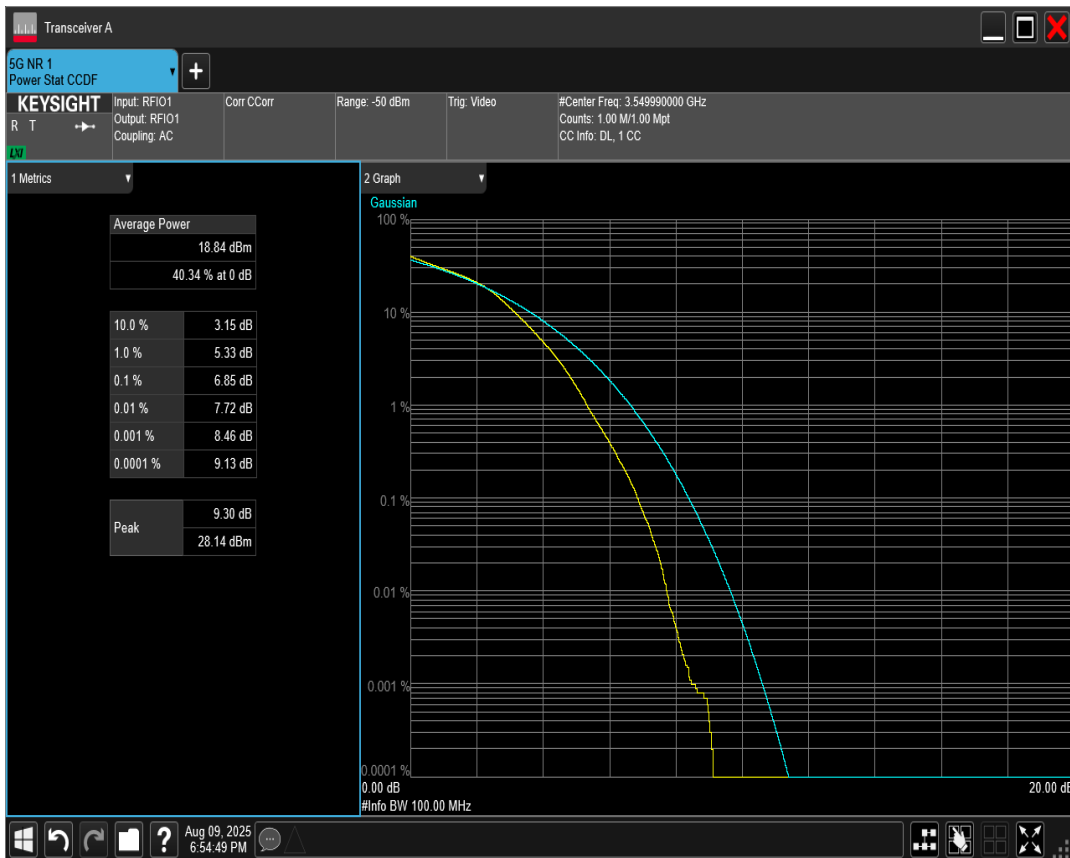 Transceiver A
5G NR 1
Power Stat CCDF
KEYSIGHT
R T
LXI
Input: RFIO1
Output: RFIO1
Coupling: AC
Corr CCorr
Range: -50 dBm
Trig: Video
#Center Freq: 3.549990000 GHz
Counts: 1.00 M/1.00 Mpt
CC Info: DL, 1 CC
1 Metrics
Average Power
18.84 dBm
40.34 % at 0 dB
10.0 % 3.15 dB
1.0 % 5.33 dB
0.1 % 6.85 dB
0.01 % 7.72 dB
0.001 % 8.46 dB
0.0001 % 9.13 dB
Peak
9.30 dB
28.14 dBm
2 Graph
Gaussian
100 %
10 %
1 %
0.1 %
0.01 %
0.001 %
0.0001 %
0.00 dB
20.00 dB
#Info BW 100.00 MHz
?
Aug 09, 2025
6:54:49 PM